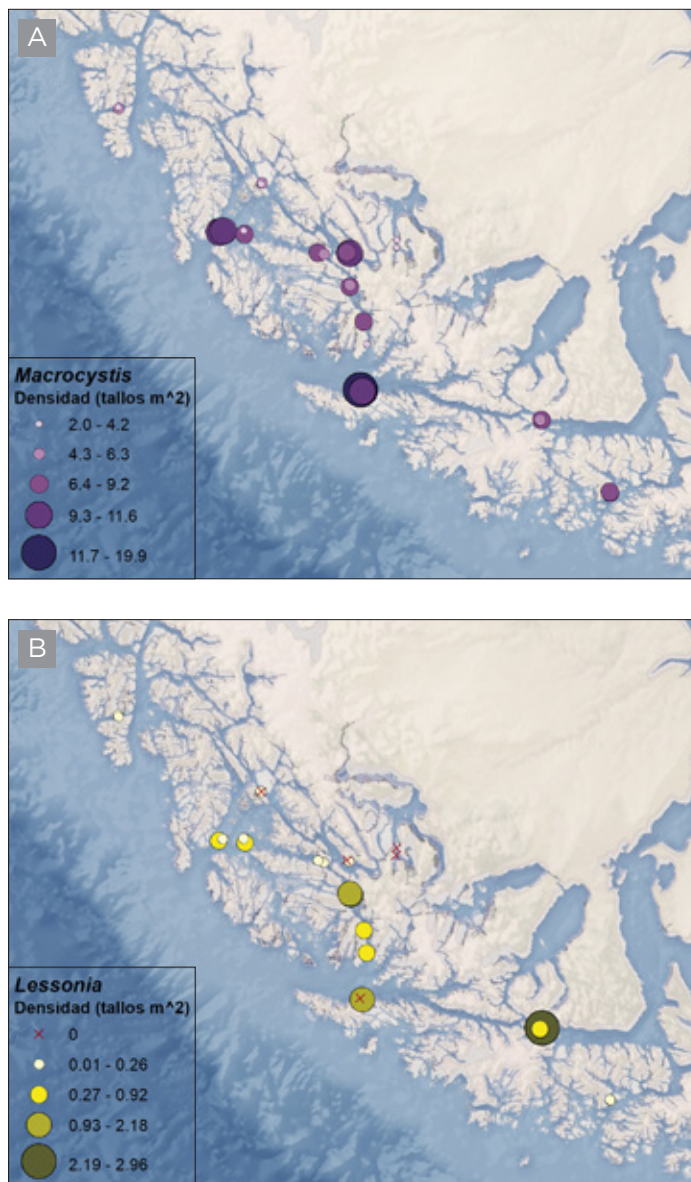 A
Macrocystis
Densidad (tallos m^2)
2.0 - 4.2
4.3 - 6.3
6.4 - 9.2
9.3 - 11.6
11.7 - 19.9
B
Lessonia
Densidad (tallos m^2)
0
0.01 - 0.26
0.27 - 0.92
0.93 - 2.18
2.19 - 2.96